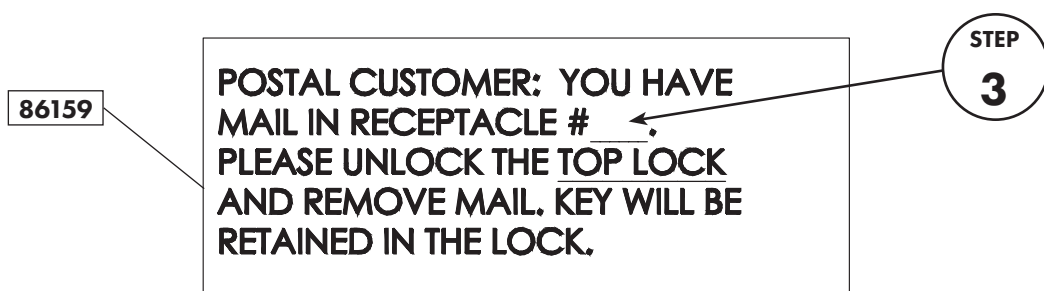 STEP
3
86159
POSTAL CUSTOMER: YOU HAVE
MAIL IN RECEPTACLE #____.
PLEASE UNLOCK THE TOP LOCK
AND REMOVE MAIL. KEY WILL BE
RETAINED IN THE LOCK.